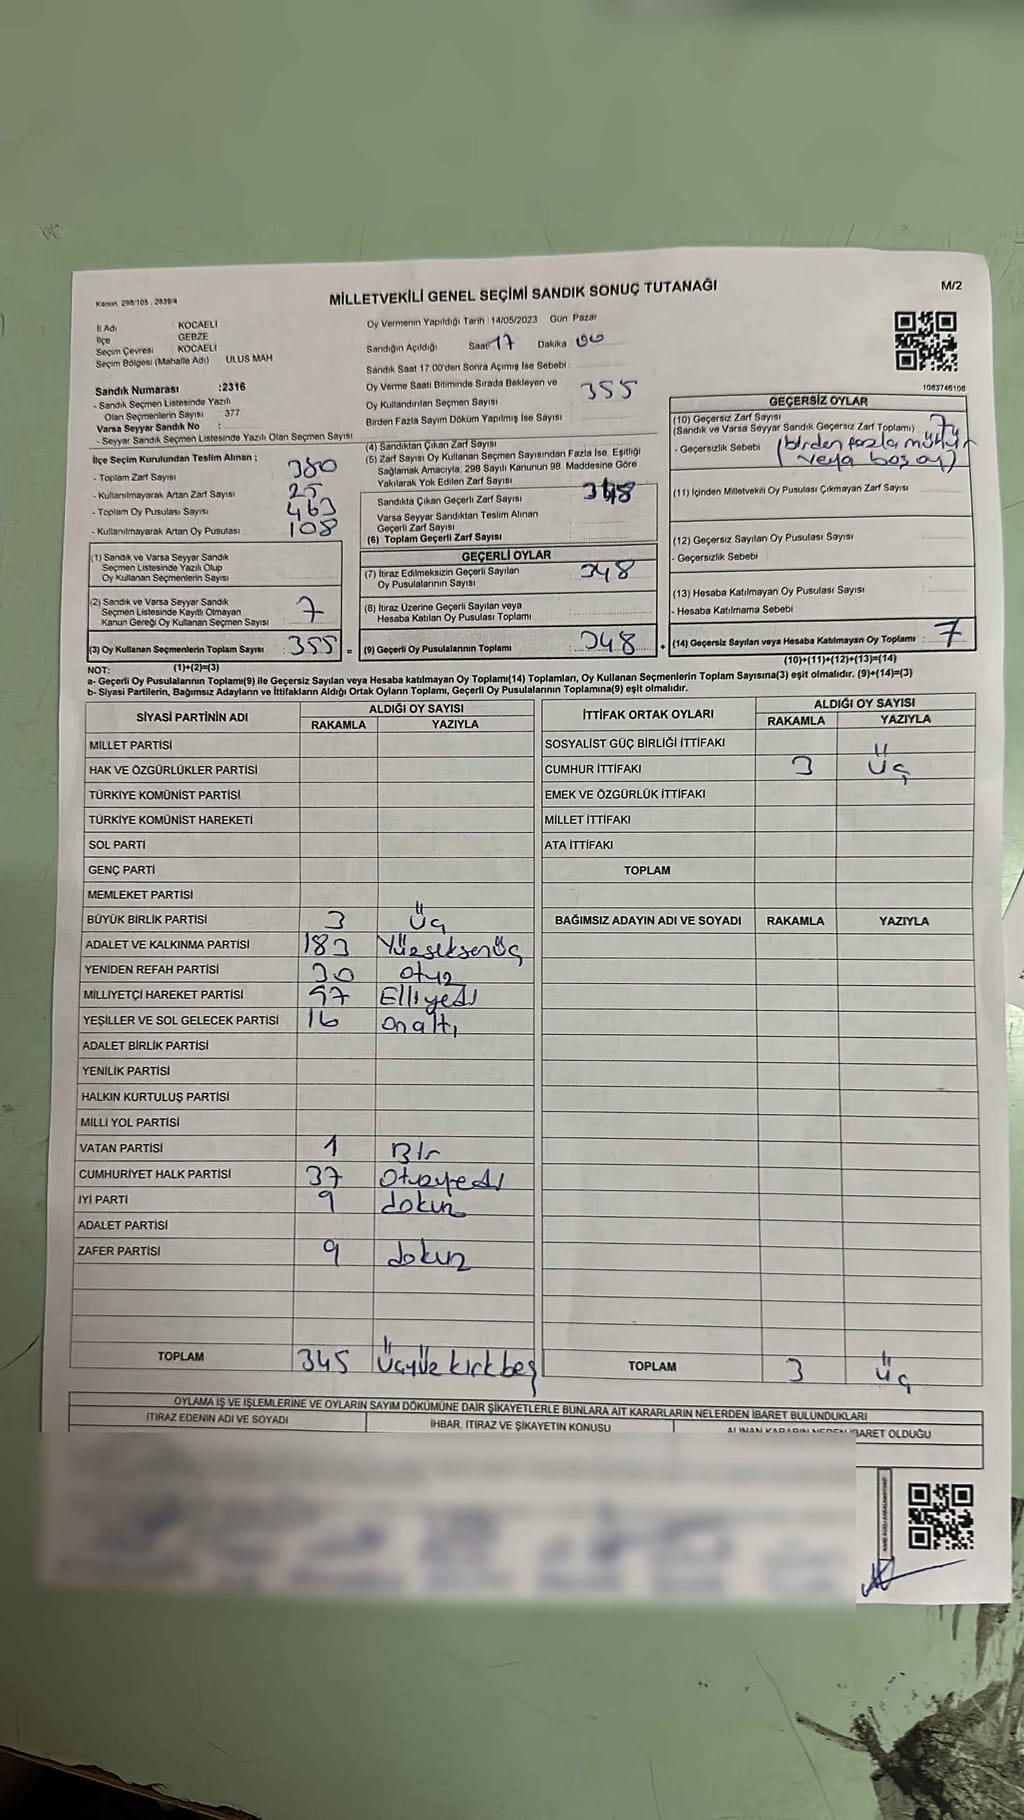 Kanun, 298/105 , 2839/4
MİLLETVEKİLİ GENEL SEÇİMİ SANDIK SONUÇ TUTANAĞI
M/2
İl Adı KOCAELİ
İlçe GEBZE
Seçim Çevresi KOCAELİ
Seçim Bölgesi (Mahalle Adı) ULUS MAH
Oy Vermenin Yapıldığı Tarih : 14/05/2023 Gün Pazar
Sandığın Açıldığı Saat 17 Dakika 00
Sandık Saat 17:00'den Sonra Açımış İse Sebebi
Oy Verme Saati Bitiminde Sırada Bekleyen ve
Oy Kullandırılan Seçmen Sayısı 355
Birden Fazla Sayım Döküm Yapılmış İse Sayısı
1063746106
Sandık Numarası :2316
- Sandık Seçmen Listesinde Yazılı
Olan Seçmenlerin Sayısı 377
Varsa Seyyar Sandık No :
- Seyyar Sandık Seçmen Listesinde Yazılı Olan Seçmen Sayısı
İlçe Seçim Kurulundan Teslim Alınan :
- Toplam Zarf Sayısı 380
- Kullanılmayarak Artan Zarf Sayısı 25
- Toplam Oy Pusulası Sayısı 463
- Kullanılmayarak Artan Oy Pusulası 108
(1) Sandık ve Varsa Seyyar Sandık
Seçmen Listesinde Yazılı Olup
Oy Kullanan Seçmenlerin Sayısı
(2) Sandık ve Varsa Seyyar Sandık
Seçmen Listesinde Kayıtlı Olmayan
Kanun Gereği Oy Kullanan Seçmen Sayısı : 7
(3) Oy Kullanan Seçmenlerin Toplam Sayısı : 355 =
(4) Sandıktan Çıkan Zarf Sayısı
(5) Zarf Sayısı Oy Kullanan Seçmen Sayısından Fazla İse, Eşitliği
Sağlamak Amacıyla, 298 Sayılı Kanunun 98. Maddesine Göre
Yakılarak Yok Edilen Zarf Sayısı
Sandıkta Çıkan Geçerli Zarf Sayısı 348
Varsa Seyyar Sandıktan Teslim Alınan
Geçerli Zarf Sayısı
(6) Toplam Geçerli Zarf Sayısı
GEÇERLİ OYLAR
(7) İtiraz Edilmeksizin Geçerli Sayılan
Oy Pusulalarının Sayısı 348
(8) İtiraz Üzerine Geçerli Sayılan veya
Hesaba Katılan Oy Pusulası Toplamı
(9) Geçerli Oy Pusulalarının Toplamı : 348 +
GEÇERSİZ OYLAR
(10) Geçersiz Zarf Sayısı
(Sandık ve Varsa Seyyar Sandık Geçersiz Zarf Toplamı) 7
- Geçersizlik Sebebi (birden fazla mühür
veya boş oy)
(11) İçinden Milletvekili Oy Pusulası Çıkmayan Zarf Sayısı
(12) Geçersiz Sayılan Oy Pusulası Sayısı
- Geçersizlik Sebebi
(13) Hesaba Katılmayan Oy Pusulası Sayısı
- Hesaba Katılmama Sebebi
(14) Geçersiz Sayılan veya Hesaba Katılmayan Oy Toplamı : 7
NOT: (1)+(2)=(3)
(10)+(11)+(12)+(13)=(14)
a- Geçerli Oy Pusulalarının Toplamı(9) ile Geçersiz Sayılan veya Hesaba katılmayan Oy Toplamı(14) Toplamları, Oy Kullanan Seçmenlerin Toplam Sayısına(3) eşit olmalıdır. (9)+(14)=(3)
b- Siyasi Partilerin, Bağımsız Adayların ve İttifakların Aldığı Ortak Oyların Toplamı, Geçerli Oy Pusulalarının Toplamına(9) eşit olmalıdır.
SİYASİ PARTİNİN ADI ALDIĞI OY SAYISI
RAKAMLA YAZIYLA
MİLLET PARTİSİ
HAK VE ÖZGÜRLÜKLER PARTİSİ
TÜRKİYE KOMÜNİST PARTİSİ
TÜRKİYE KOMÜNİST HAREKETİ
SOL PARTİ
GENÇ PARTİ
MEMLEKET PARTİSİ
BÜYÜK BİRLİK PARTİSİ 3 Üç
ADALET VE KALKINMA PARTİSİ 183 Yüzseksenüç
YENİDEN REFAH PARTİSİ 30 otuz
MİLLİYETÇİ HAREKET PARTİSİ 57 Elliyedi
YEŞİLLER VE SOL GELECEK PARTİSİ 16 onaltı
ADALET BİRLİK PARTİSİ
YENİLİK PARTİSİ
HALKIN KURTULUŞ PARTİSİ
MİLLİ YOL PARTİSİ
VATAN PARTİSİ 1 Bir
CUMHURİYET HALK PARTİSİ 37 Otuzyedi
İYİ PARTİ 9 dokuz
ADALET PARTİSİ
ZAFER PARTİSİ 9 dokuz
TOPLAM 345 Üçyüzkırkbeş
İTTİFAK ORTAK OYLARI ALDIĞI OY SAYISI
RAKAMLA YAZIYLA
SOSYALİST GÜÇ BİRLİĞİ İTTİFAKI
CUMHUR İTTİFAKI 3 Üç
EMEK VE ÖZGÜRLÜK İTTİFAKI
MİLLET İTTİFAKI
ATA İTTİFAKI
TOPLAM
BAĞIMSIZ ADAYIN ADI VE SOYADI RAKAMLA YAZIYLA
TOPLAM 3 Üç
OYLAMA İŞ VE İŞLEMLERİNE VE OYLARIN SAYIM DÖKÜMÜNE DAİR ŞİKAYETLERLE BUNLARA AİT KARARLARIN NELERDEN İBARET BULUNDUKLARI
İTİRAZ EDENİN ADI VE SOYADI İHBAR, İTİRAZ VE ŞİKAYETİN KONUSU ALINAN KARARIN NEDEN İBARET OLDUĞU